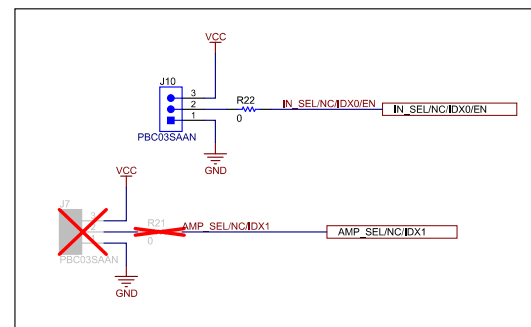 VCC
J10
3
2
1
R22
0
IN_SEL/NC/IDX0/EN
IN_SEL/NC/IDX0/EN
PBC03SAAN
GND
VCC
J7
3
2
R21
0
AMP_SEL/NC/IDX1
AMP_SEL/NC/IDX1
PBC03SAAN
GND